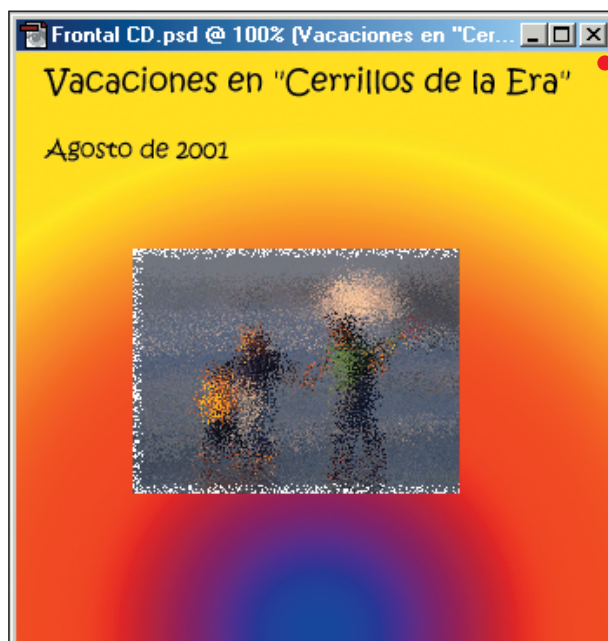 Frontal CD.psd @ 100% (Vacaciones en "Cer...
Vacaciones en "Cerrillos de la Era"
Agosto de 2001